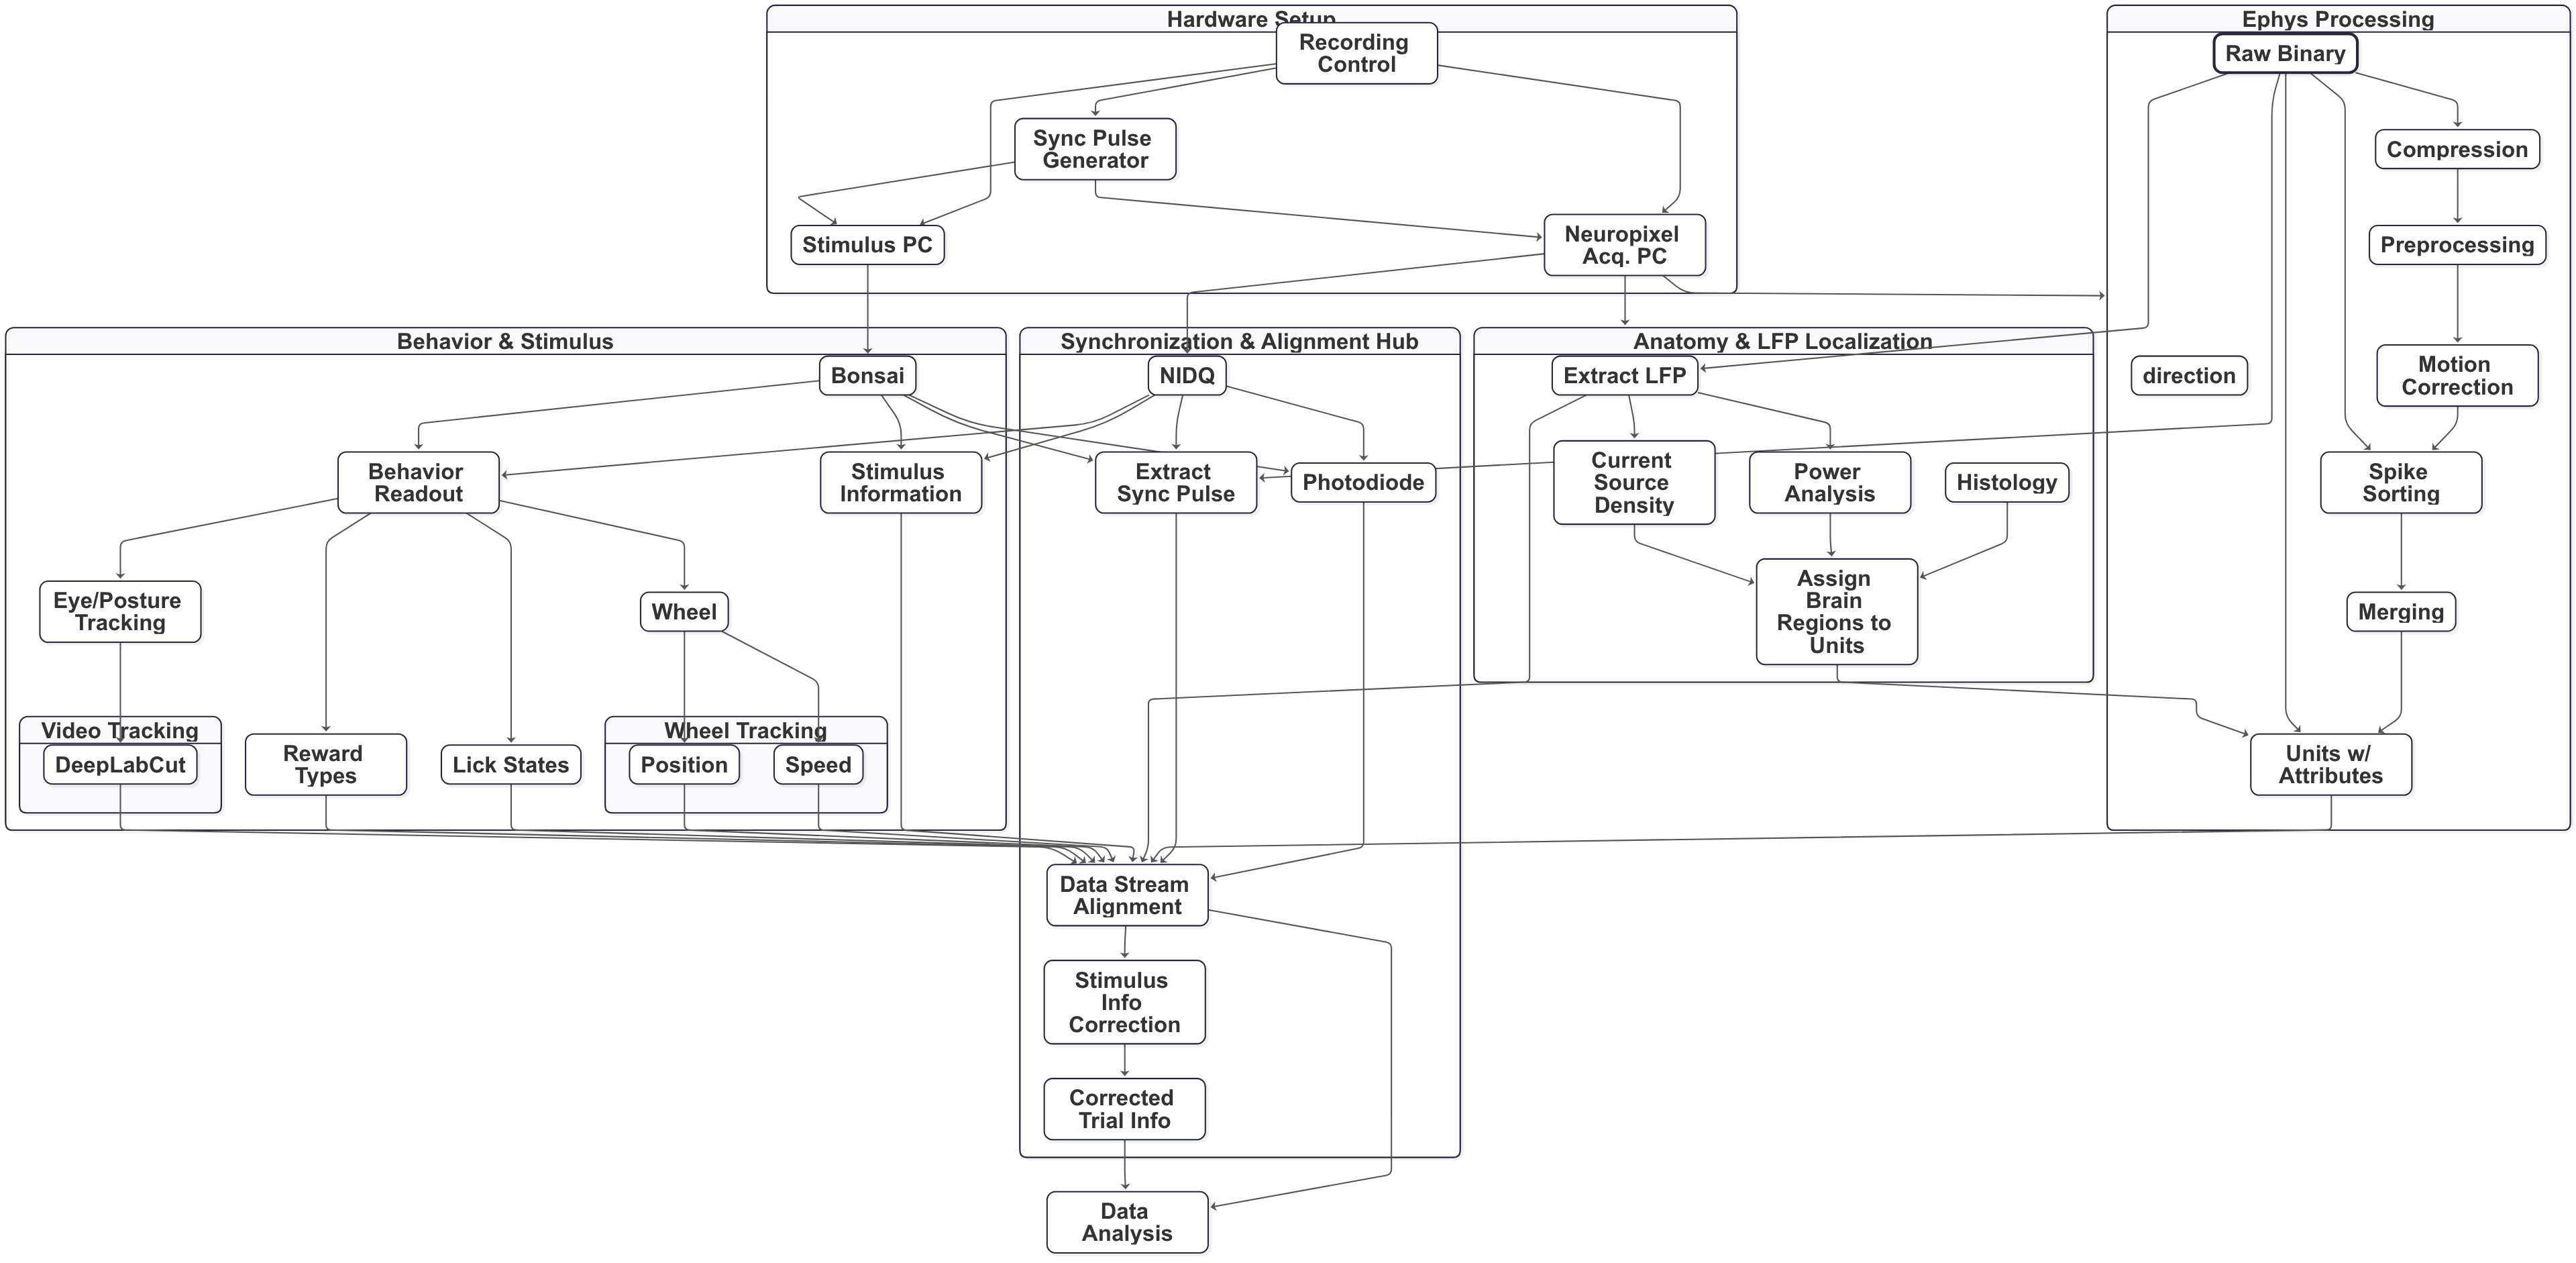 Hardware Setup
Recording
Control
Sync Pulse
Generator
Stimulus PC
Neuropixel
Acq. PC
Ephys Processing
Raw Binary
Compression
Preprocessing
Motion
Correction
direction
Spike
Sorting
Merging
Units w/
Attributes
Behavior & Stimulus
Bonsai
Behavior
Readout
Stimulus
Information
Eye/Posture
Tracking
Wheel
Video Tracking
DeepLabCut
Reward
Types
Lick States
Wheel Tracking
Position
Speed
Synchronization & Alignment Hub
NIDQ
Extract
Sync Pulse
Photodiode
Data Stream
Alignment
Stimulus
Info
Correction
Corrected
Trial Info
Anatomy & LFP Localization
Extract LFP
Current
Source
Density
Power
Analysis
Histology
Assign
Brain
Regions to
Units
Data
Analysis